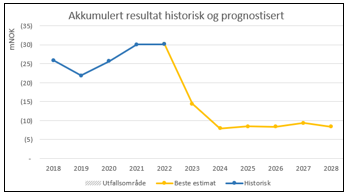 Akkumulert resultat historisk og prognostisert
mNOK
(35)
(30)
(25)
(20)
(15)
(10)
(5)
-
2018 2019 2020 2021 2022 2023 2024 2025 2026 2027 2028
Utfallsområde Beste estimat Historisk